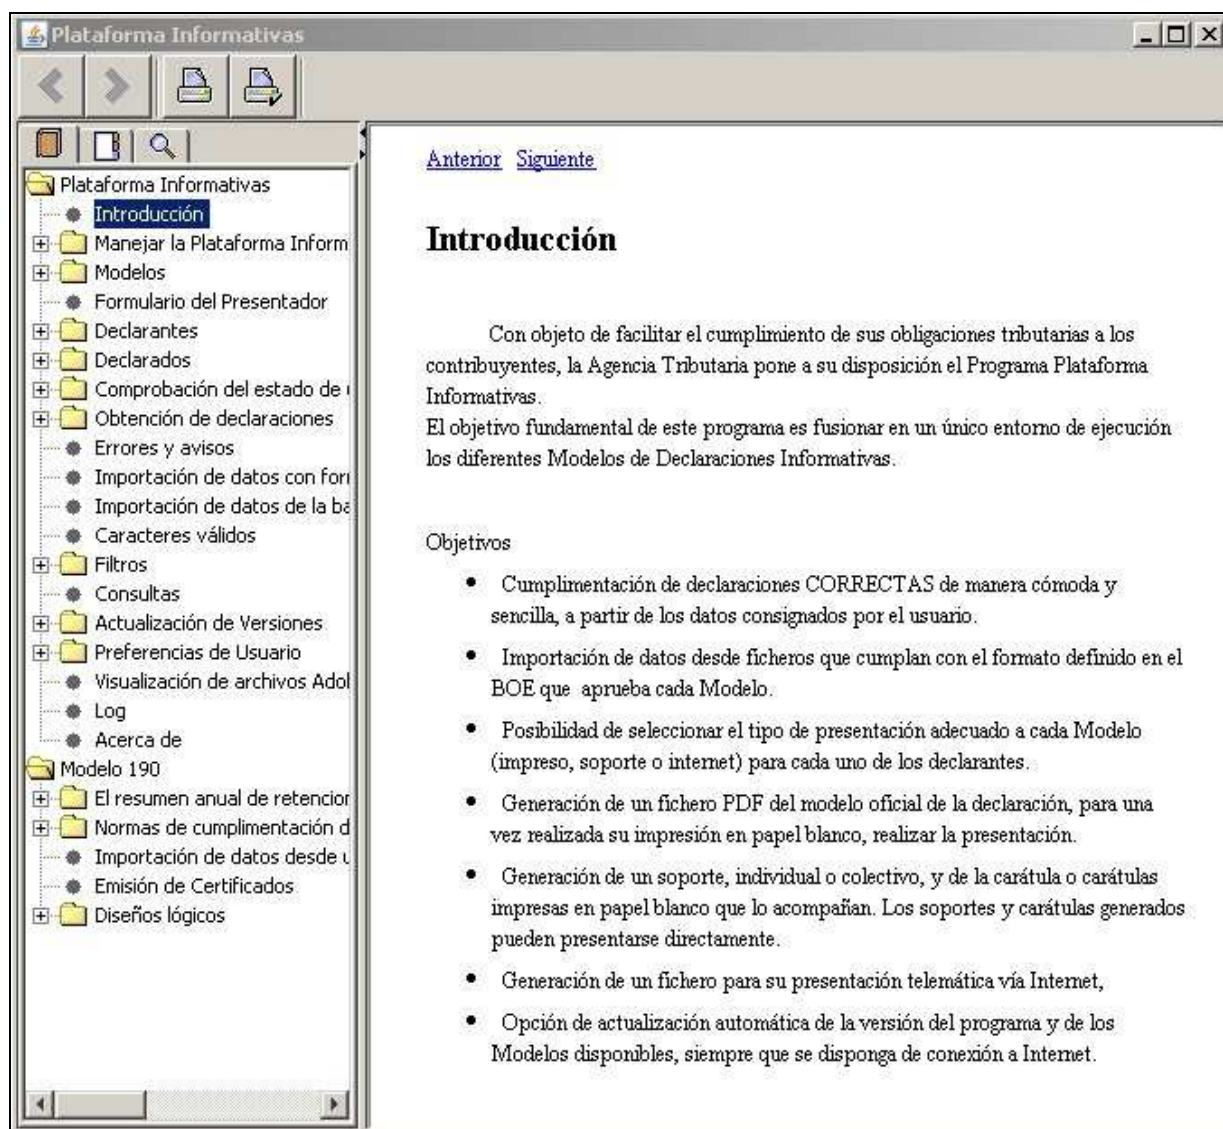 Plataforma Informativas
Plataforma Informativas
Introducción
Manejar la Plataforma Inform
Modelos
Formulario del Presentador
Declarantes
Declarados
Comprobación del estado de
Obtención de declaraciones
Errores y avisos
Importación de datos con for
Importación de datos de la ba
Caracteres válidos
Filtros
Consultas
Actualización de Versiones
Preferencias de Usuario
Visualización de archivos Ado
Log
Acerca de
Modelo 190
El resumen anual de retencion
Normas de cumplimentación d
Importación de datos desde u
Emisión de Certificados
Diseños lógicos
Anterior Siguiente
Introducción
Con objeto de facilitar el cumplimiento de sus obligaciones tributarias a los
contribuyentes, la Agencia Tributaria pone a su disposición el Programa Plataforma
Informativas.
El objetivo fundamental de este programa es fusionar en un único entorno de ejecución
los diferentes Modelos de Declaraciones Informativas.
Objetivos
• Cumplimentación de declaraciones CORRECTAS de manera cómoda y
sencilla, a partir de los datos consignados por el usuario.
• Importación de datos desde ficheros que cumplan con el formato definido en el
BOE que aprueba cada Modelo.
• Posibilidad de seleccionar el tipo de presentación adecuado a cada Modelo
(impreso, soporte o internet) para cada uno de los declarantes.
• Generación de un fichero PDF del modelo oficial de la declaración, para una
vez realizada su impresión en papel blanco, realizar la presentación.
• Generación de un soporte, individual o colectivo, y de la carátula o carátulas
impresas en papel blanco que lo acompañan. Los soportes y carátulas generados
pueden presentarse directamente.
• Generación de un fichero para su presentación telemática vía Internet,
• Opción de actualización automática de la versión del programa y de los
Modelos disponibles, siempre que se disponga de conexión a Internet.